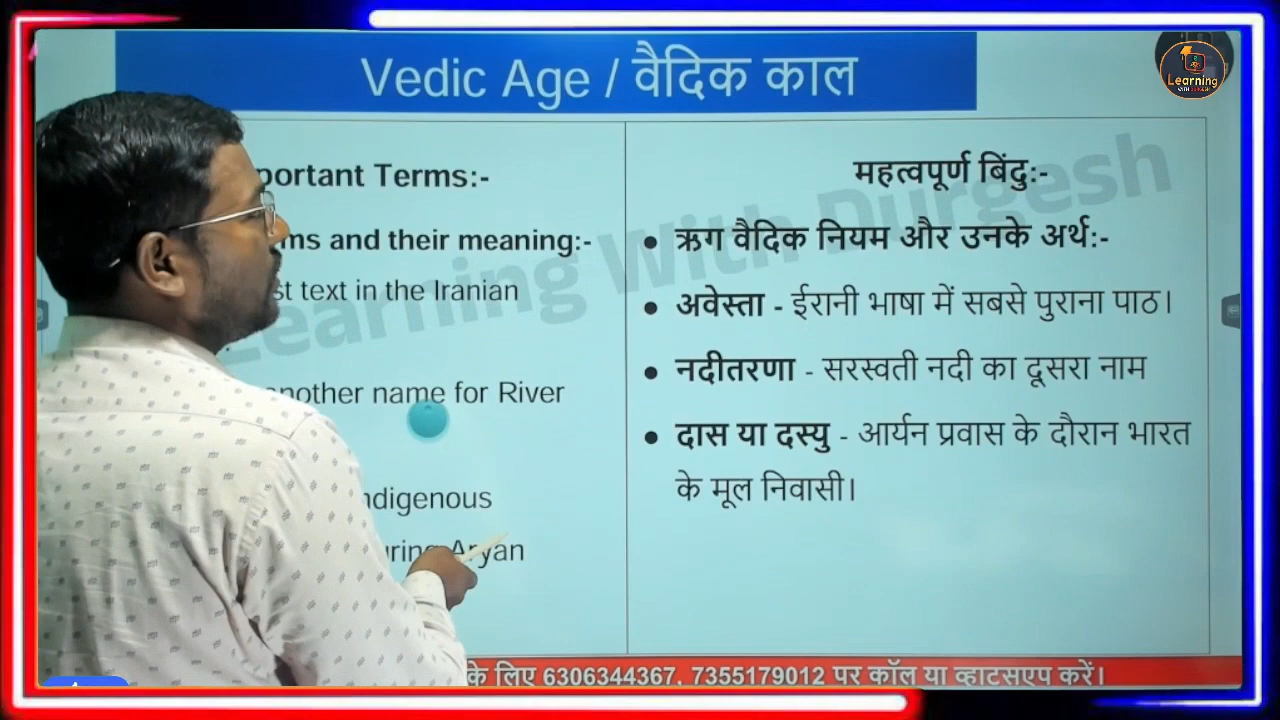 Vedic Age / वैदिक काल
Learning
portant Terms:-
ms and their meaning:-
st text in the Iranian
nother name for River
ndigenous
uring Aryan
महत्वपूर्ण बिंदु:-
• ऋग वैदिक नियम और उनके अर्थ:-
• अवेस्ता - ईरानी भाषा में सबसे पुराना पाठ।
• नदीतरणा - सरस्वती नदी का दूसरा नाम
• दास या दस्यु - आर्यन प्रवास के दौरान भारत
के मूल निवासी।
Learning With Durgesh
के लिए 6306344367, 7355179012 पर कॉल या व्हाटसएप करें।